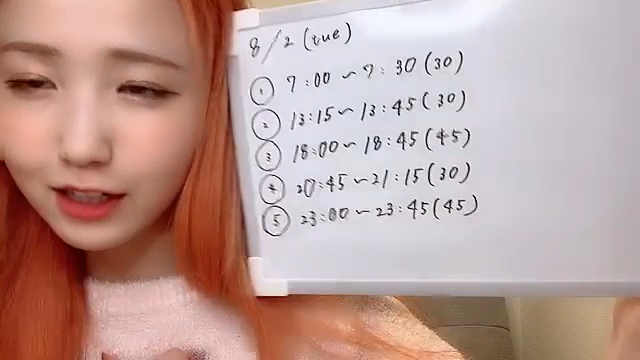 8/2 (tue)
① 7:00 ~ 7:30 (30)
② 13:15 ~ 13:45 (30)
③ 18:00 ~ 18:45 (45)
④ 20:45 ~ 21:15 (30)
⑤ 23:00 ~ 23:45 (45)